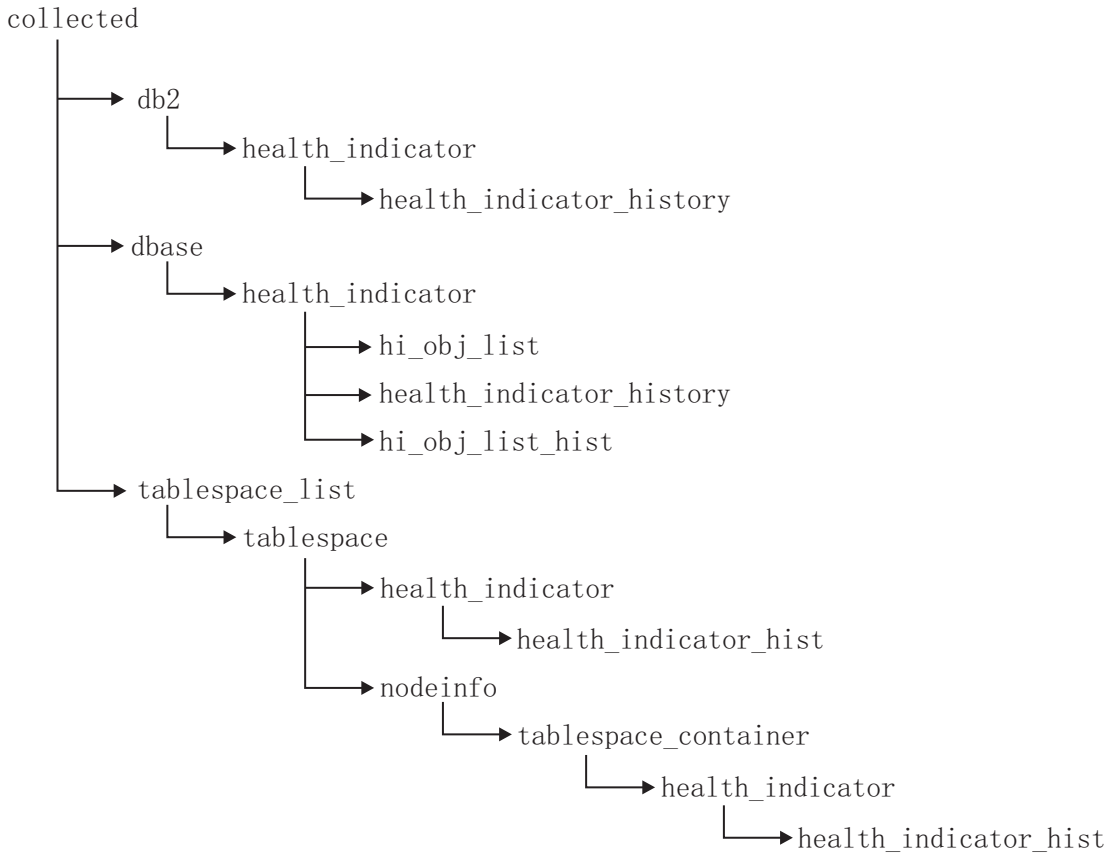 collected
db2
health_indicator
health_indicator_history
dbase
health_indicator
hi_obj_list
health_indicator_history
hi_obj_list_hist
tablespace_list
tablespace
health_indicator
health_indicator_hist
nodeinfo
tablespace_container
health_indicator
health_indicator_hist